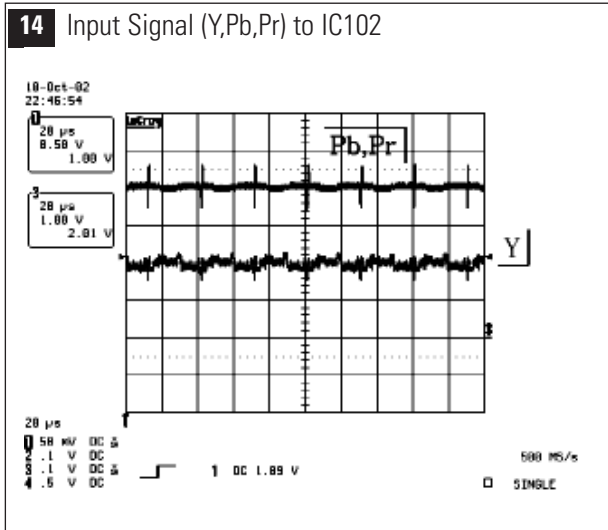 14 Input Signal (Y,Pb,Pr) to IC102
18-Oct-02
22:46:54
1
20 µs
0.50 V
1.00 V
LeCroy
Pb,Pr
3
20 µs
1.00 V
2.01 V
Y
20 µs
1 50 mV DC
2 .1 V DC
3 .1 V DC
4 .5 V DC
1 DC 1.09 V
500 MS/s
SINGLE